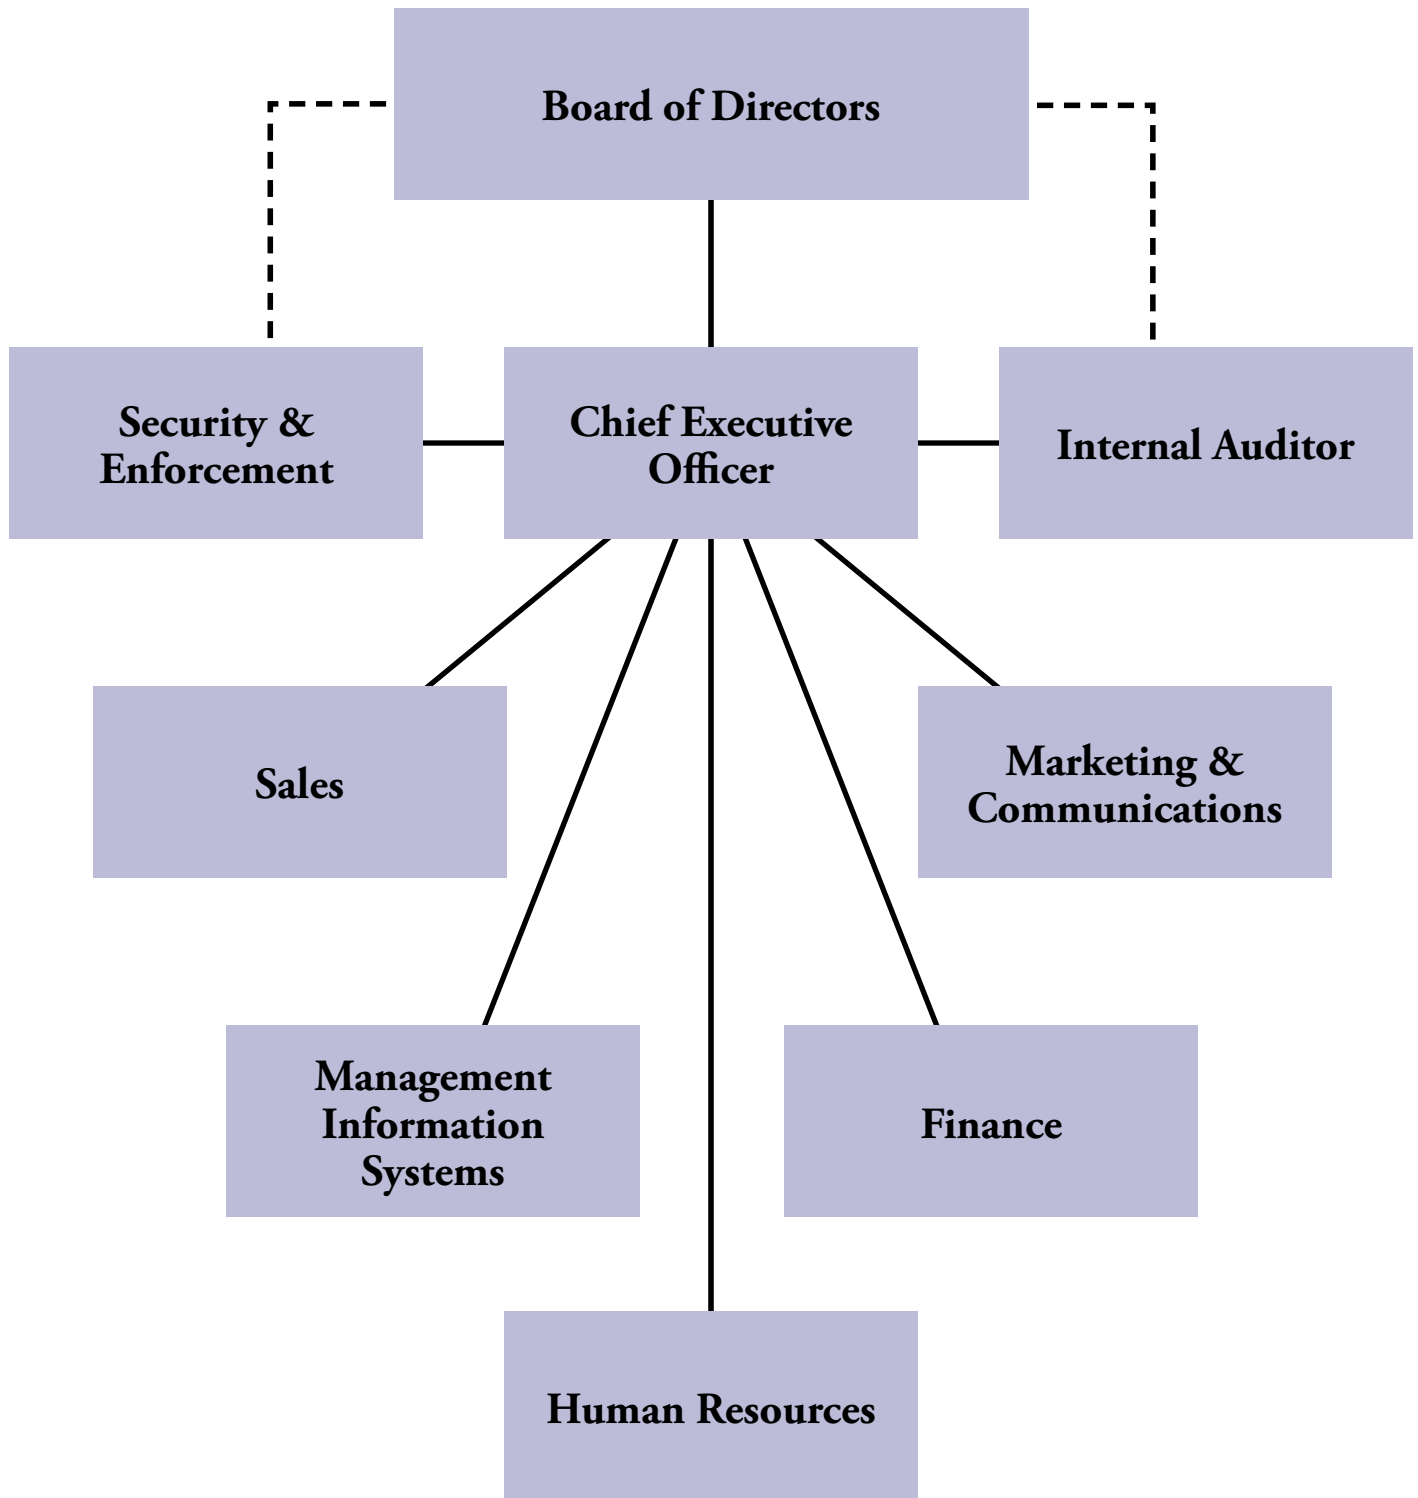 Board of Directors
Security &
Enforcement
Chief Executive
Officer
Internal Auditor
Sales
Marketing &
Communications
Management
Information
Systems
Finance
Human Resources